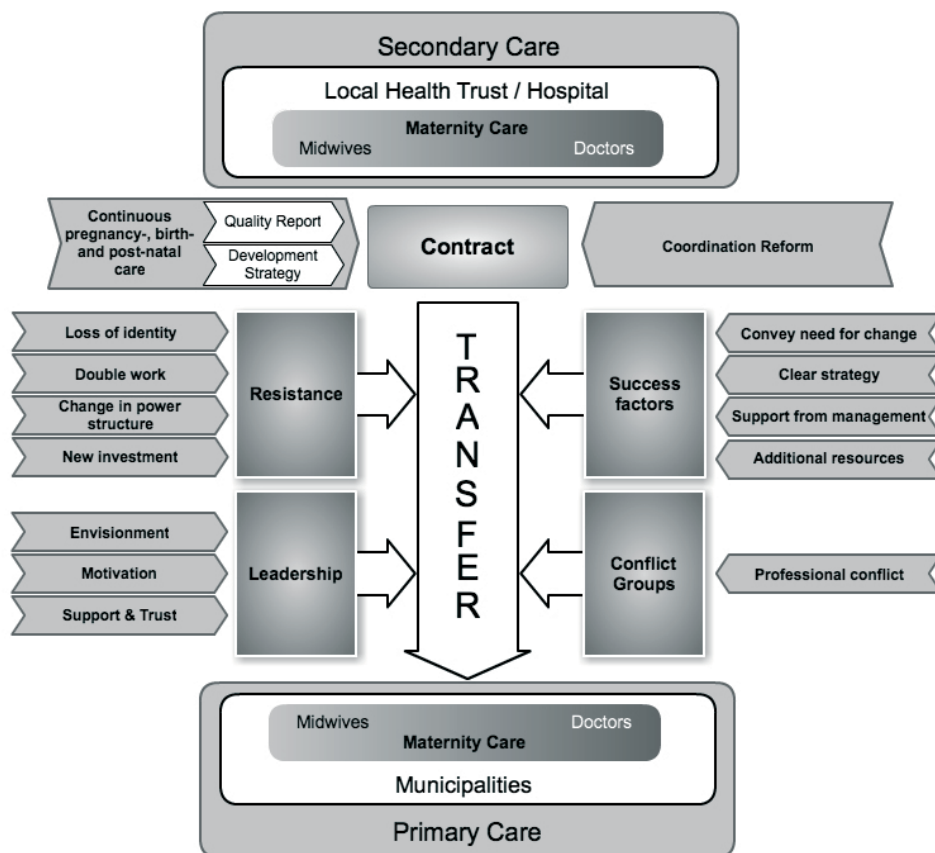 Secondary Care
Local Health Trust / Hospital
Maternity Care
Midwives
Doctors
Continuous
pregnancy-, birth-
and post-natal
care
Quality Report
Development
Strategy
Contract
Coordination Reform
Loss of identity
Double work
Change in power
structure
New investment
Resistance
TRANSFER
Success
factors
Convey need for change
Clear strategy
Support from management
Additional resources
Envisionment
Motivation
Support & Trust
Leadership
Conflict
Groups
Professional conflict
Midwives
Doctors
Maternity Care
Municipalities
Primary Care